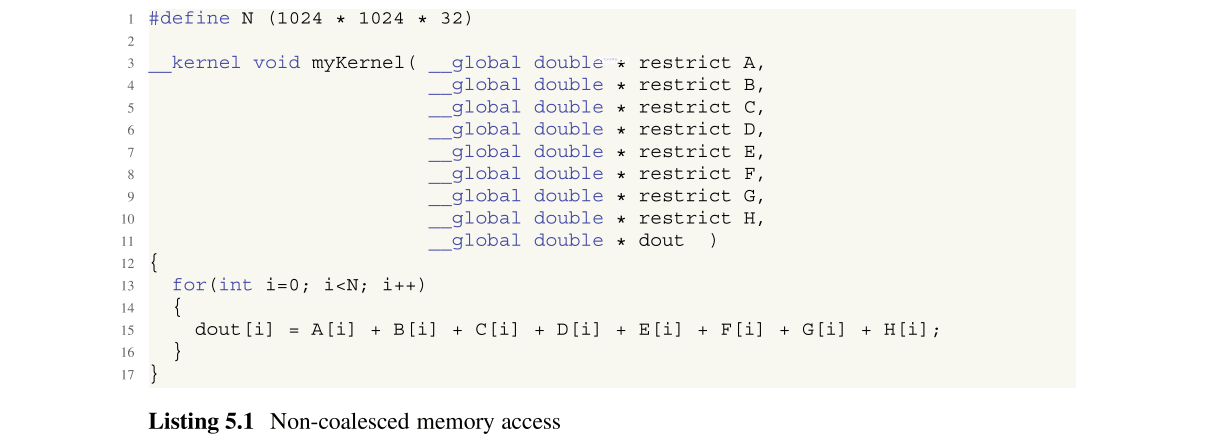 1 #define N (1024 * 1024 * 32)
2
3 __kernel void myKernel( __global double * restrict A,
4 __global double * restrict B,
5 __global double * restrict C,
6 __global double * restrict D,
7 __global double * restrict E,
8 __global double * restrict F,
9 __global double * restrict G,
10 __global double * restrict H,
11 __global double * dout )
12 {
13 for(int i=0; i<N; i++)
14 {
15 dout[i] = A[i] + B[i] + C[i] + D[i] + E[i] + F[i] + G[i] + H[i];
16 }
17 }
Listing 5.1 Non-coalesced memory access